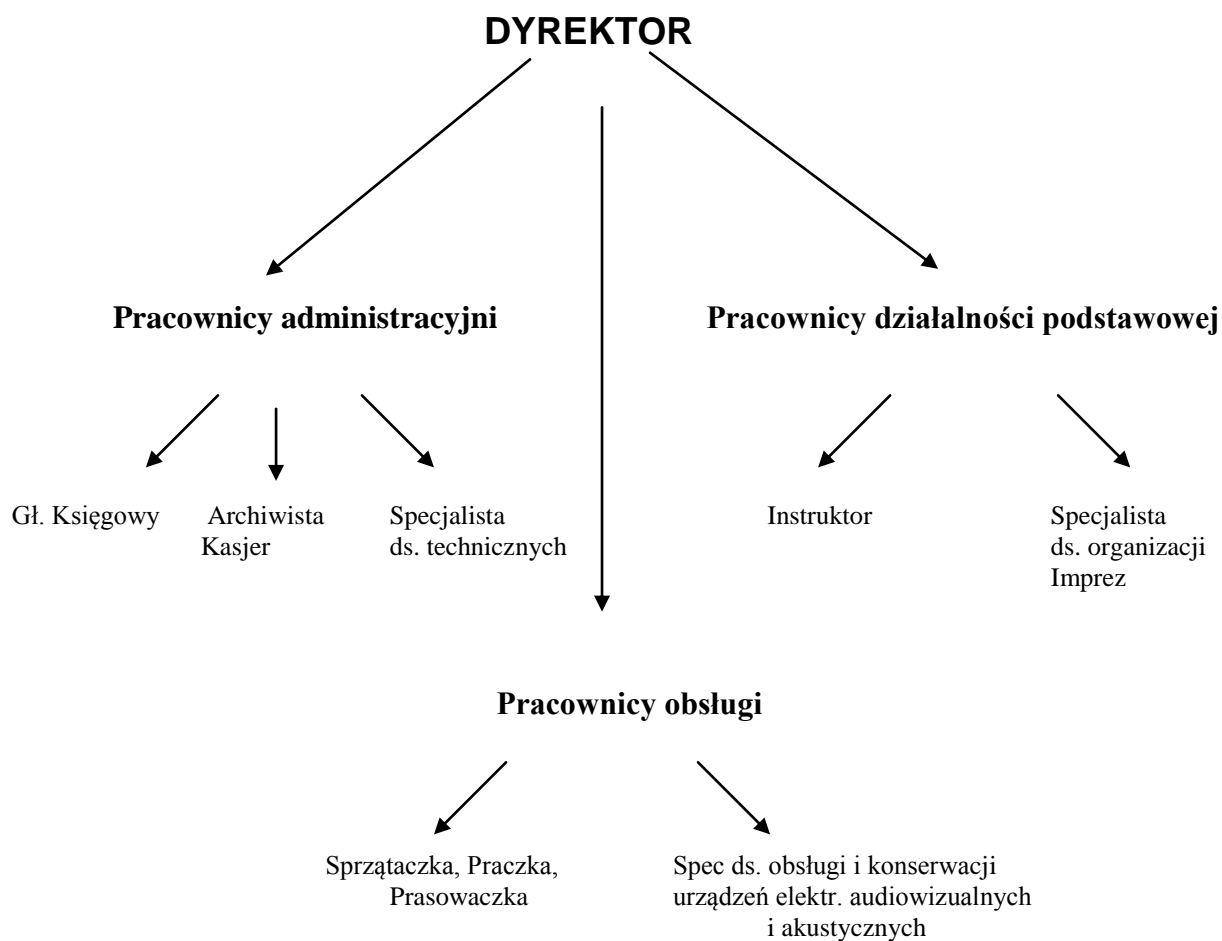 DYREKTOR
Pracownicy administracyjni
Pracownicy działalności podstawowej
Gł. Księgowy
Archiwista
Kasjer
Specjalista
ds. technicznych
Instruktor
Specjalista
ds. organizacji
Imprez
Pracownicy obsługi
Sprzątaczka, Praczka,
Prasowaczka
Spec ds. obsługi i konserwacji
urządzeń elektr. audiowizualnych
i akustycznych